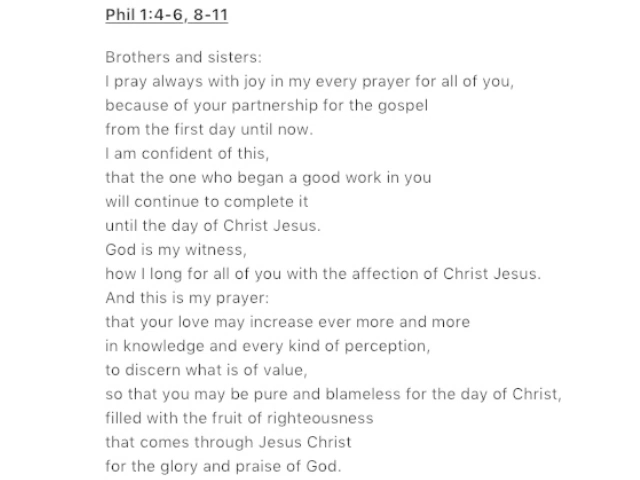 Phil 1:4-6, 8-11
Brothers and sisters:
I pray always with joy in my every prayer for all of you,
because of your partnership for the gospel
from the first day until now.
I am confident of this,
that the one who began a good work in you
will continue to complete it
until the day of Christ Jesus.
God is my witness,
how I long for all of you with the affection of Christ Jesus.
And this is my prayer:
that your love may increase ever more and more
in knowledge and every kind of perception,
to discern what is of value,
so that you may be pure and blameless for the day of Christ,
filled with the fruit of righteousness
that comes through Jesus Christ
for the glory and praise of God.